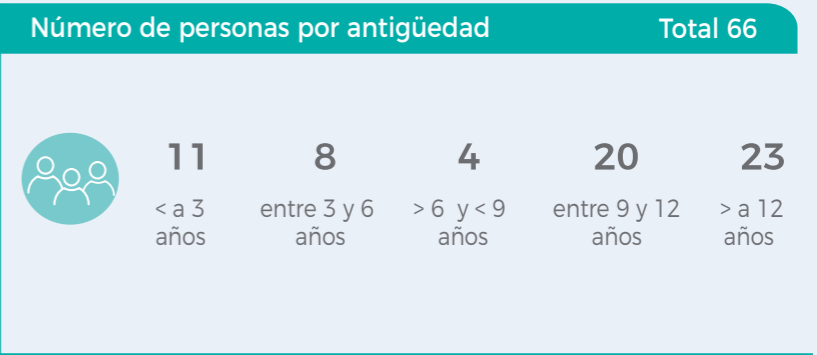 Número de personas por antigüedad Total 66
11 8 4 20 23
< a 3 entre 3 y 6 > 6 y < 9 entre 9 y 12 > a 12
años años años años años